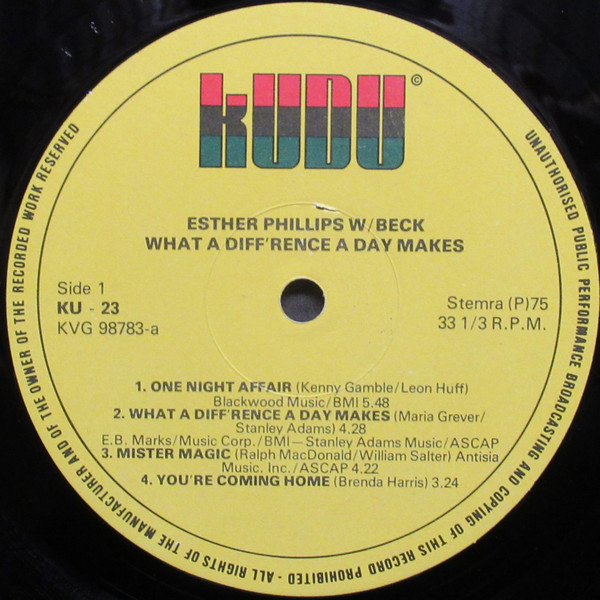 KUDU ©
ESTHER PHILLIPS W/BECK
WHAT A DIFF'RENCE A DAY MAKES
Side 1
KU - 23
KVG 98783-a
Stemra (P)75
33 1/3 R.P.M.
1. ONE NIGHT AFFAIR (Kenny Gamble/Leon Huff)
Blackwood Music/BMI 5.48
2. WHAT A DIFF'RENCE A DAY MAKES (Maria Grever/
Stanley Adams) 4.28
E.B. Marks/Music Corp./BMI—Stanley Adams Music/ASCAP
3. MISTER MAGIC (Ralph MacDonald/William Salter) Antisia
Music. Inc./ASCAP 4.22
4. YOU'RE COMING HOME (Brenda Harris) 3.24
ALL RIGHTS OF THE MANUFACTURER AND OF THE OWNER OF THE RECORDED WORK RESERVED
UNAUTHORISED PUBLIC PERFORMANCE BROADCASTING AND COPYING OF THIS RECORD PROHIBITED -